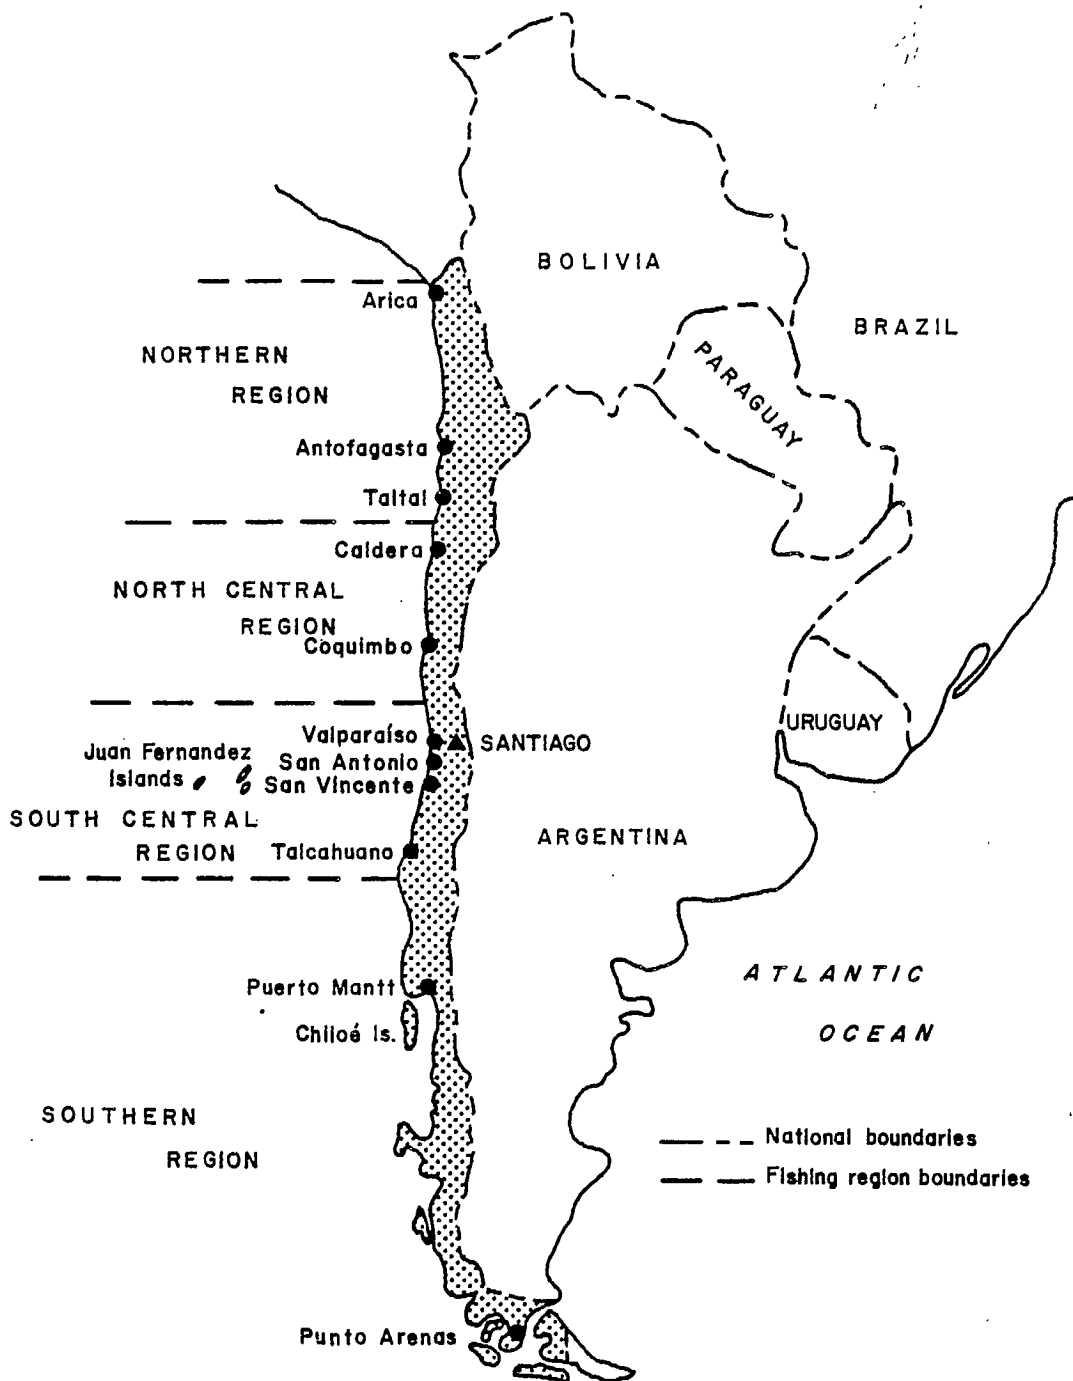 BOLIVIA
Arica
BRAZIL
NORTHERN
REGION
PARAGUAY
Antofagasta
Taltal
Caldera
NORTH CENTRAL
REGION
Coquimbo
URUGUAY
Valparaíso
SANTIAGO
Juan Fernandez
Islands
San Antonio
San Vincente
SOUTH CENTRAL
REGION
Talcahuano
ARGENTINA
ATLANTIC
OCEAN
Puerto Mantt
Chiloé Is.
SOUTHERN
REGION
National boundaries
Fishing region boundaries
Punto Arenas